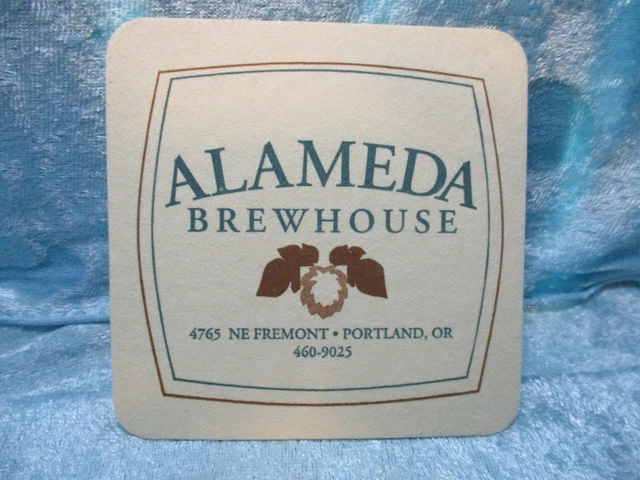 ALAMEDA
BREWHOUSE
4765 NE FREMONT • PORTLAND, OR
460-9025